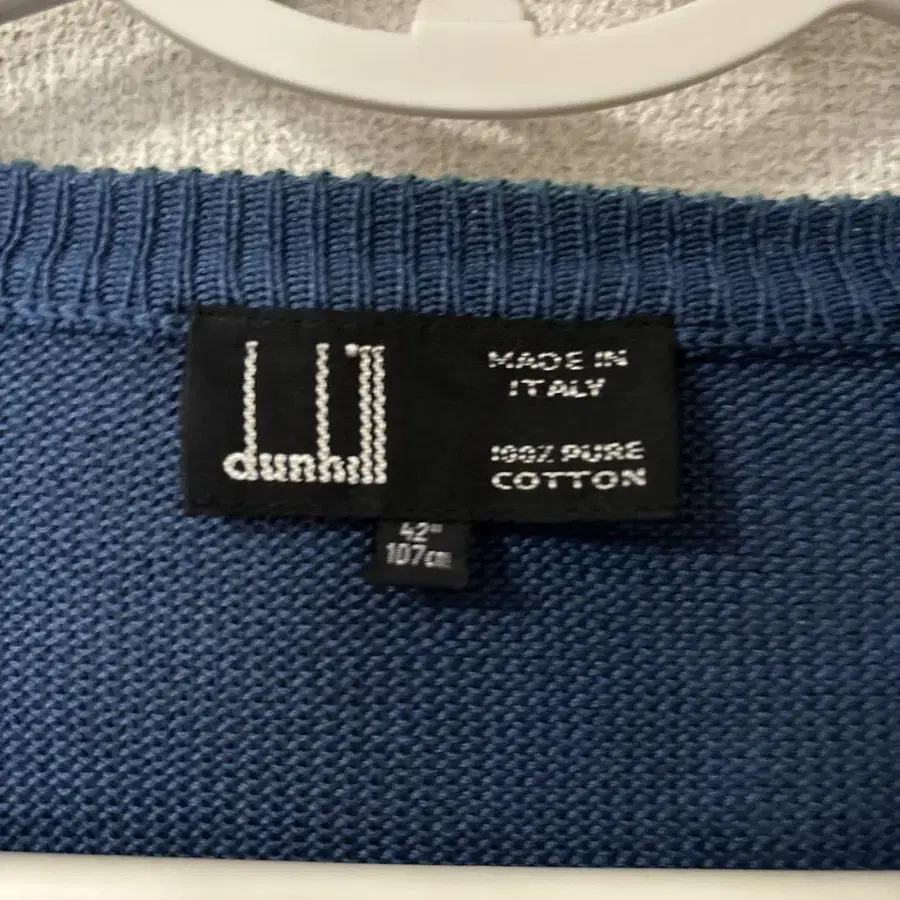 dunhill
MADE IN
ITALY
100% PURE
COTTON
42"
107cm